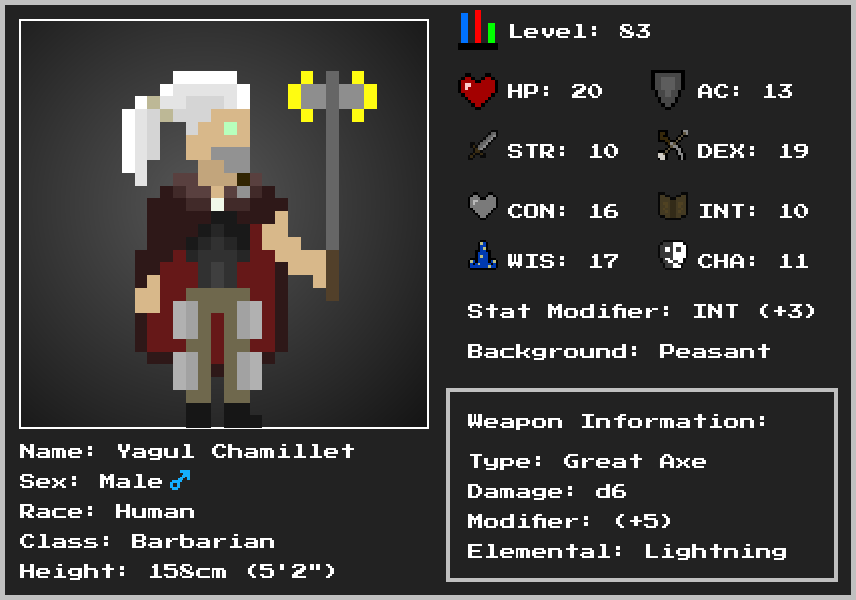 Level: 83
HP: 20
AC: 13
STR: 10
DEX: 19
CON: 16
INT: 10
WIS: 17
CHA: 11
Stat Modifier: INT (+3)
Background: Peasant
Weapon Information:
Type: Great Axe
Damage: d6
Modifier: (+5)
Elemental: Lightning
Name: Yagul Chamillet
Sex: Male ♂
Race: Human
Class: Barbarian
Height: 158cm (5'2")